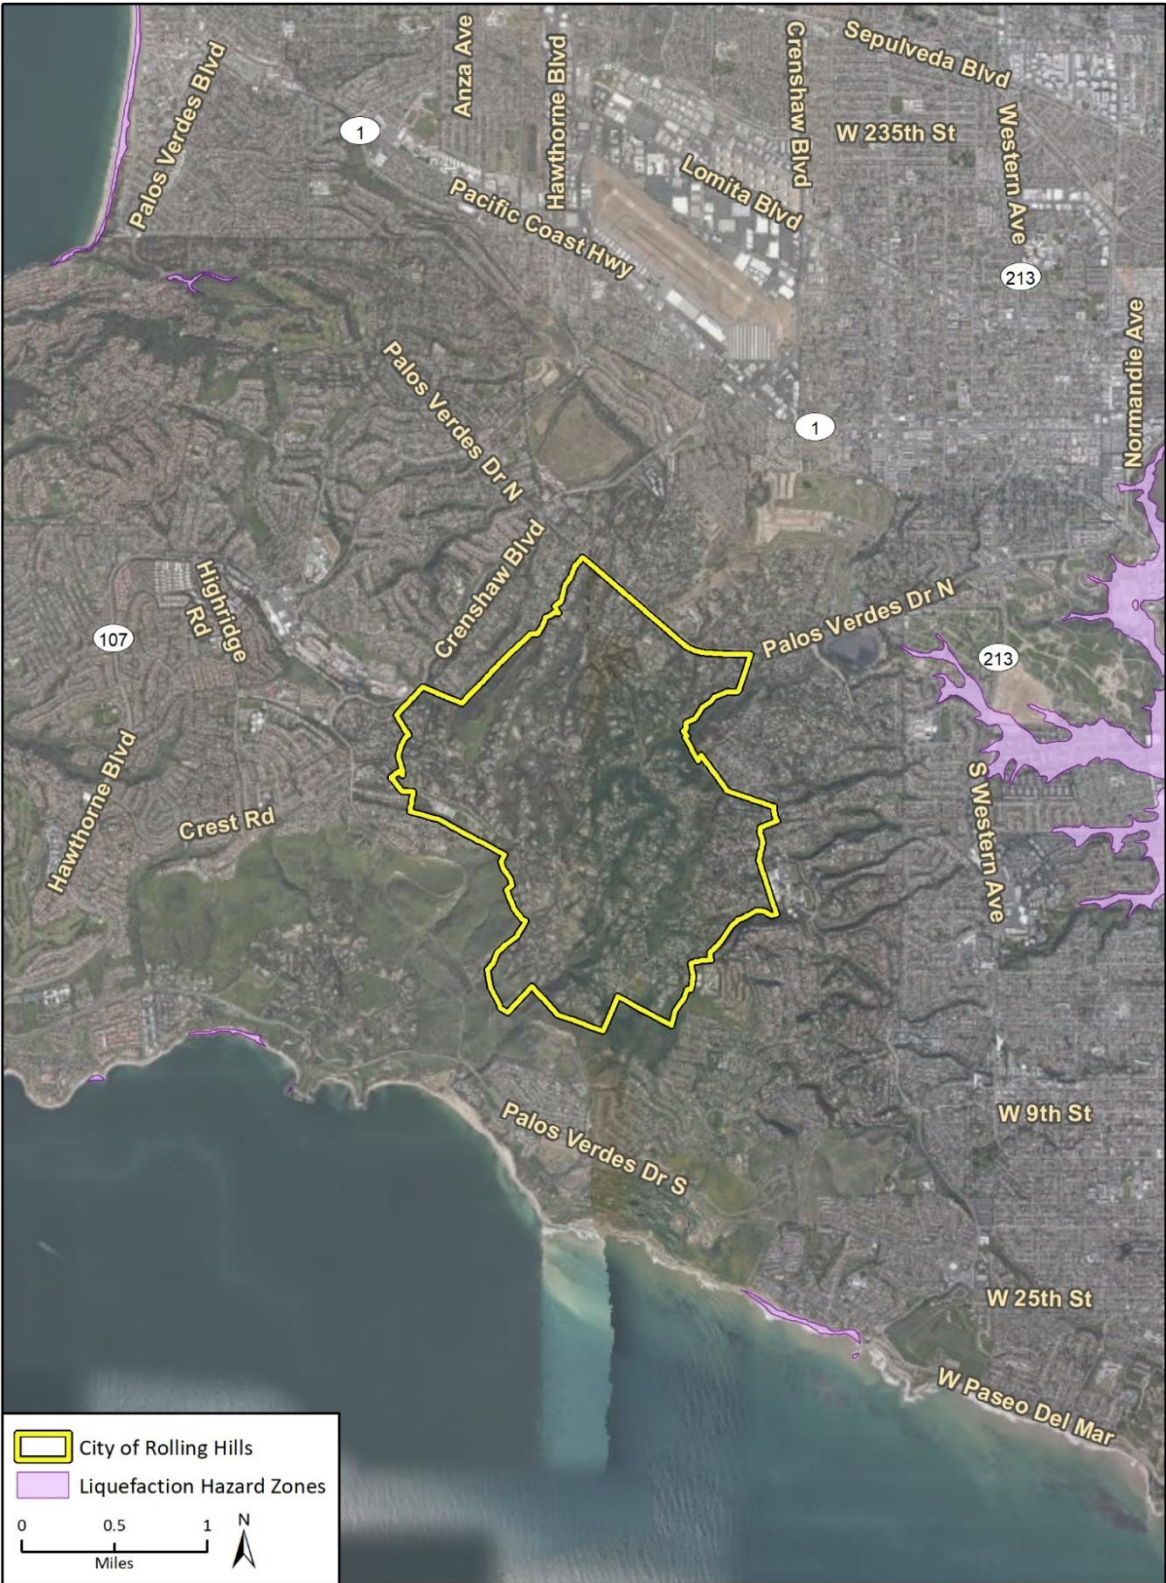 Sepulveda Blvd
Anza Ave
Palos Verdes Blvd
Hawthorne Blvd
Crenshaw Blvd
1
W 235th St
Western Ave
Lomita Blvd
Pacific Coast Hwy
213
Normandie Ave
Palos Verdes Dr N
1
Crenshaw Blvd
Highridge
Rd
107
Palos Verdes Dr N
213
Hawthorne Blvd
Crest Rd
S Western Ave
W 9th St
Palos Verdes Dr S
W 25th St
W Paseo Del Mar
City of Rolling Hills
Liquefaction Hazard Zones
0 0.5 1
Miles
N